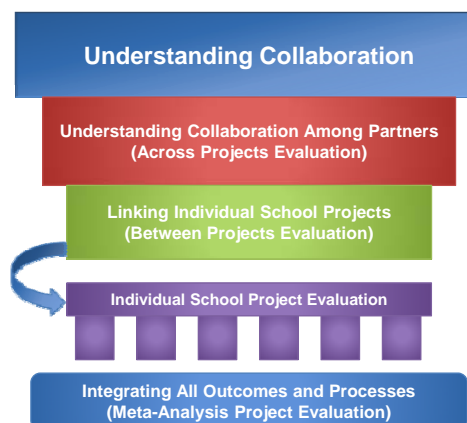 Understanding Collaboration
Understanding Collaboration Among Partners
(Across Projects Evaluation)
Linking Individual School Projects
(Between Projects Evaluation)
Individual School Project Evaluation
Integrating All Outcomes and Processes
(Meta-Analysis Project Evaluation)